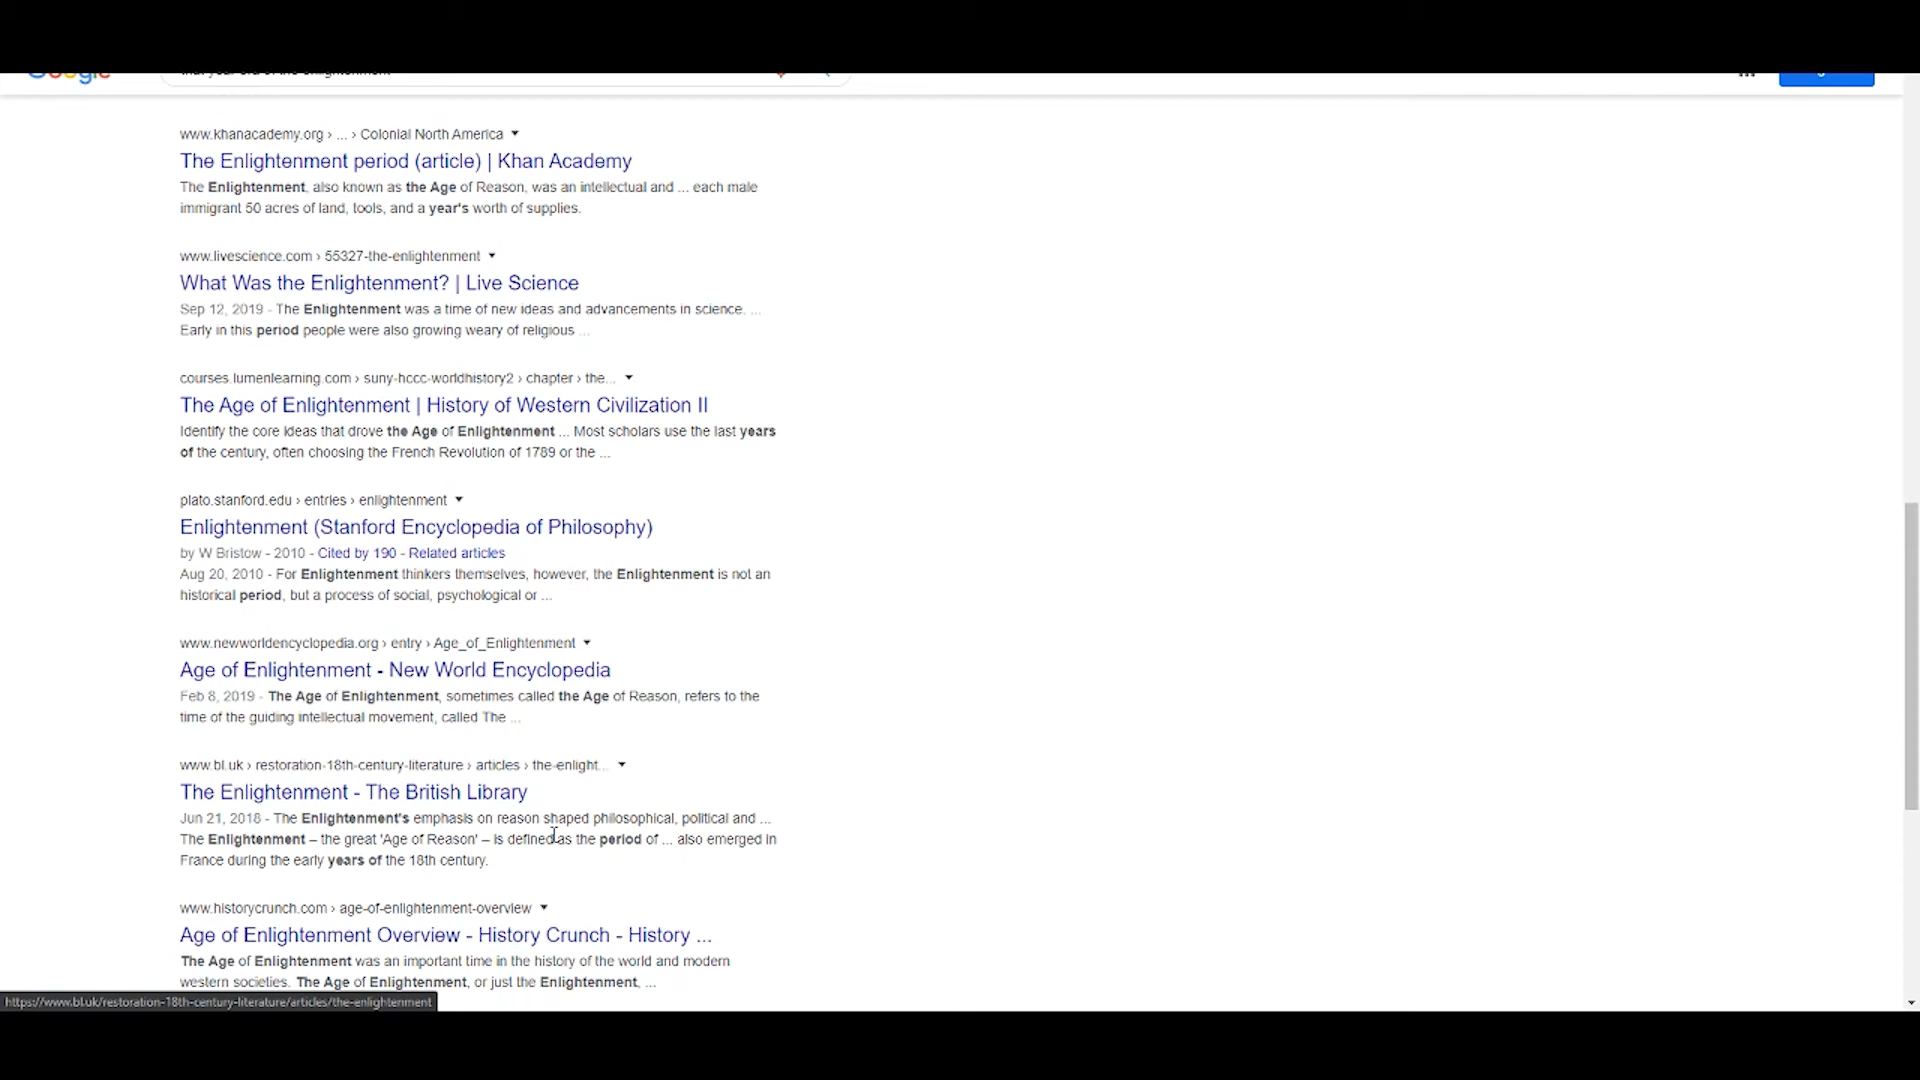 www.khanacademy.org › ... › Colonial North America
The Enlightenment period (article) | Khan Academy
The Enlightenment, also known as the Age of Reason, was an intellectual and ... each male
immigrant 50 acres of land, tools, and a year's worth of supplies.
www.livescience.com › 55327-the-enlightenment
What Was the Enlightenment? | Live Science
Sep 12, 2019 - The Enlightenment was a time of new ideas and advancements in science. ...
Early in this period people were also growing weary of religious ...
courses.lumenlearning.com › suny-hccc-worldhistory2 › chapter › the...
The Age of Enlightenment | History of Western Civilization II
Identify the core ideas that drove the Age of Enlightenment ... Most scholars use the last years
of the century, often choosing the French Revolution of 1789 or the ...
plato.stanford.edu › entries › enlightenment
Enlightenment (Stanford Encyclopedia of Philosophy)
by W Bristow - 2010 - Cited by 190 - Related articles
Aug 20, 2010 - For Enlightenment thinkers themselves, however, the Enlightenment is not an
historical period, but a process of social, psychological or ...
www.newworldencyclopedia.org › entry › Age_of_Enlightenment
Age of Enlightenment - New World Encyclopedia
Feb 8, 2019 - The Age of Enlightenment, sometimes called the Age of Reason, refers to the
time of the guiding intellectual movement, called The ...
www.bl.uk › restoration-18th-century-literature › articles › the-enlight...
The Enlightenment - The British Library
Jun 21, 2018 - The Enlightenment's emphasis on reason shaped philosophical, political and ...
The Enlightenment – the great 'Age of Reason' – is defined as the period of ... also emerged in
France during the early years of the 18th century.
www.historycrunch.com › age-of-enlightenment-overview
Age of Enlightenment Overview - History Crunch - History ...
The Age of Enlightenment was an important time in the history of the world and modern
western societies. The Age of Enlightenment, or just the Enlightenment, ...
https://www.bl.uk/restoration-18th-century-literature/articles/the-enlightenment